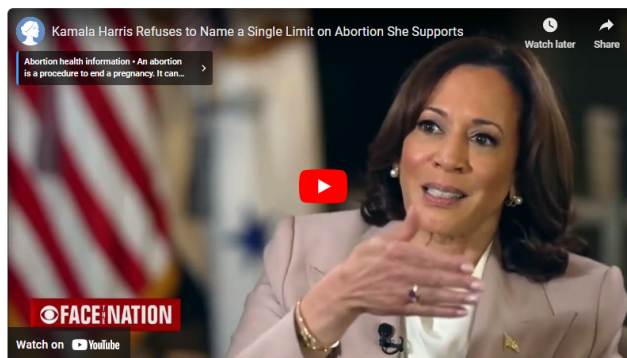 Kamala Harris Refuses to Name a Single Limit on Abortion She Supports
Watch later
Share
Abortion health information • An abortion
is a procedure to end a pregnancy. It can...
FACE THE NATION
Watch on YouTube